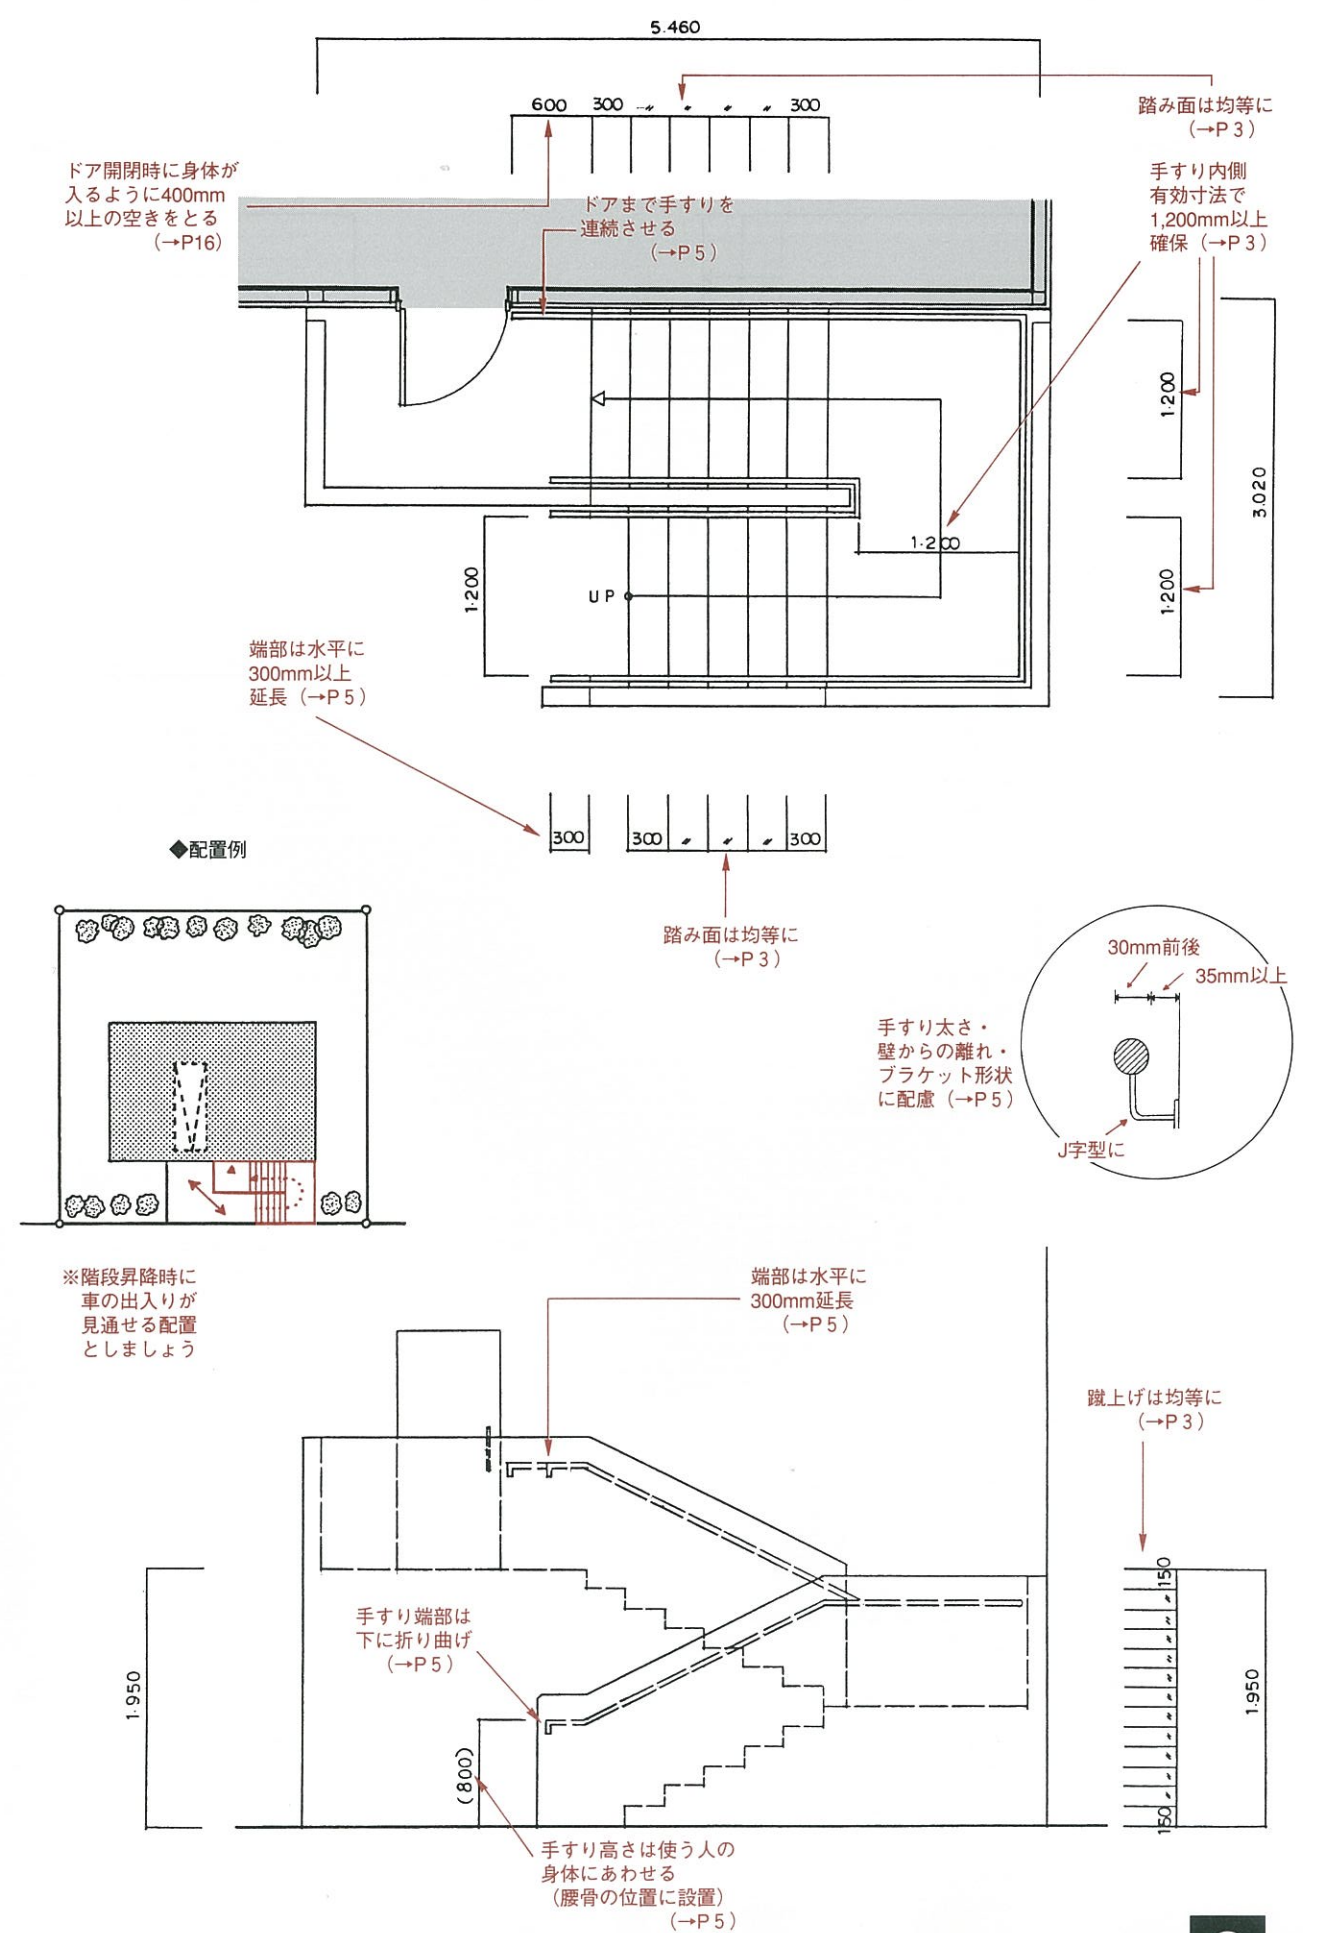 5.460
600 300 〃 〃 〃 〃 300
踏み面は均等に
(→P3)
ドア開閉時に身体が
入るように400mm
以上の空きをとる
(→P16)
ドアまで手すりを
連続させる
(→P5)
手すり内側
有効寸法で
1,200mm以上
確保(→P3)
1.200
3.020
1.200
1.200
UP
1.200
端部は水平に
300mm以上
延長(→P5)
300 300 〃 〃 〃 300
踏み面は均等に
(→P3)
◆配置例
※階段昇降時に
車の出入りが
見通せる配置
としましょう
30mm前後
35mm以上
手すり太さ・
壁からの離れ・
ブラケット形状
に配慮(→P5)
J字型に
端部は水平に
300mm延長
(→P5)
蹴上げは均等に
(→P3)
手すり端部は
下に折り曲げ
(→P5)
1.950
(800)
150
〃
〃
〃
〃
〃
〃
〃
〃
〃
〃
〃
150
1.950
手すり高さは使う人の
身体にあわせる
(腰骨の位置に設置)
(→P5)